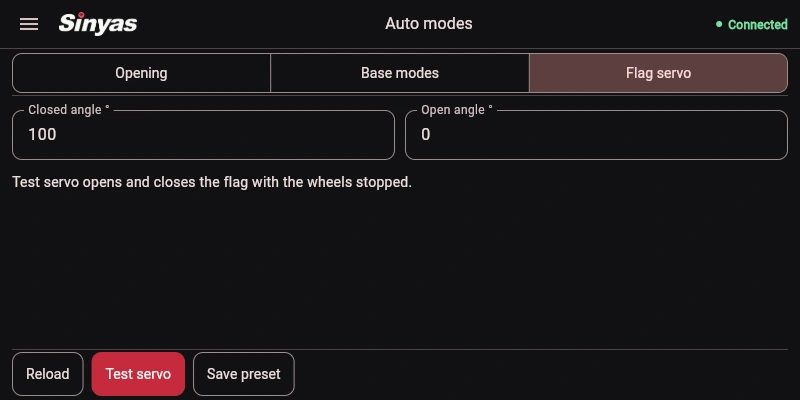 Sinyas
Auto modes
Connected
Opening
Base modes
Flag servo
Closed angle °
Open angle °
100
0
Test servo opens and closes the flag with the wheels stopped.
Reload
Test servo
Save preset